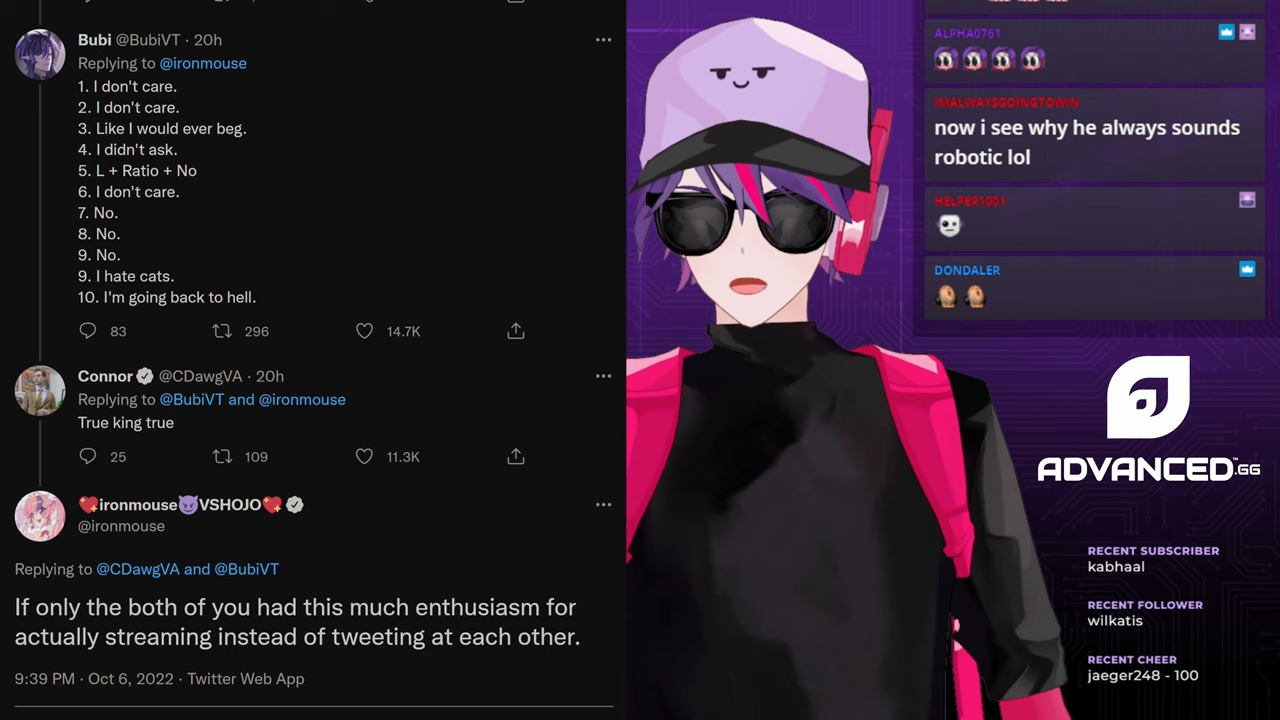 Bubi @BubiVT · 20h
Replying to @ironmouse
1. I don't care.
2. I don't care.
3. Like I would ever beg.
4. I didn't ask.
5. L + Ratio + No
6. I don't care.
7. No.
8. No.
9. No.
9. I hate cats.
10. I'm going back to hell.
83 296 14.7K
Connor @CDawgVA · 20h
Replying to @BubiVT and @ironmouse
True king true
25 109 11.3K
💖ironmouse😈VSHOJO💖
@ironmouse
Replying to @CDawgVA and @BubiVT
If only the both of you had this much enthusiasm for
actually streaming instead of tweeting at each other.
9:39 PM · Oct 6, 2022 · Twitter Web App
ALPHA0761
IMALWAYSGOINGTOWIN
now i see why he always sounds
robotic lol
HELPER1001
DONDALER
ADVANCED™.GG
RECENT SUBSCRIBER
kabhaal
RECENT FOLLOWER
wilkatis
RECENT CHEER
jaeger248 - 100